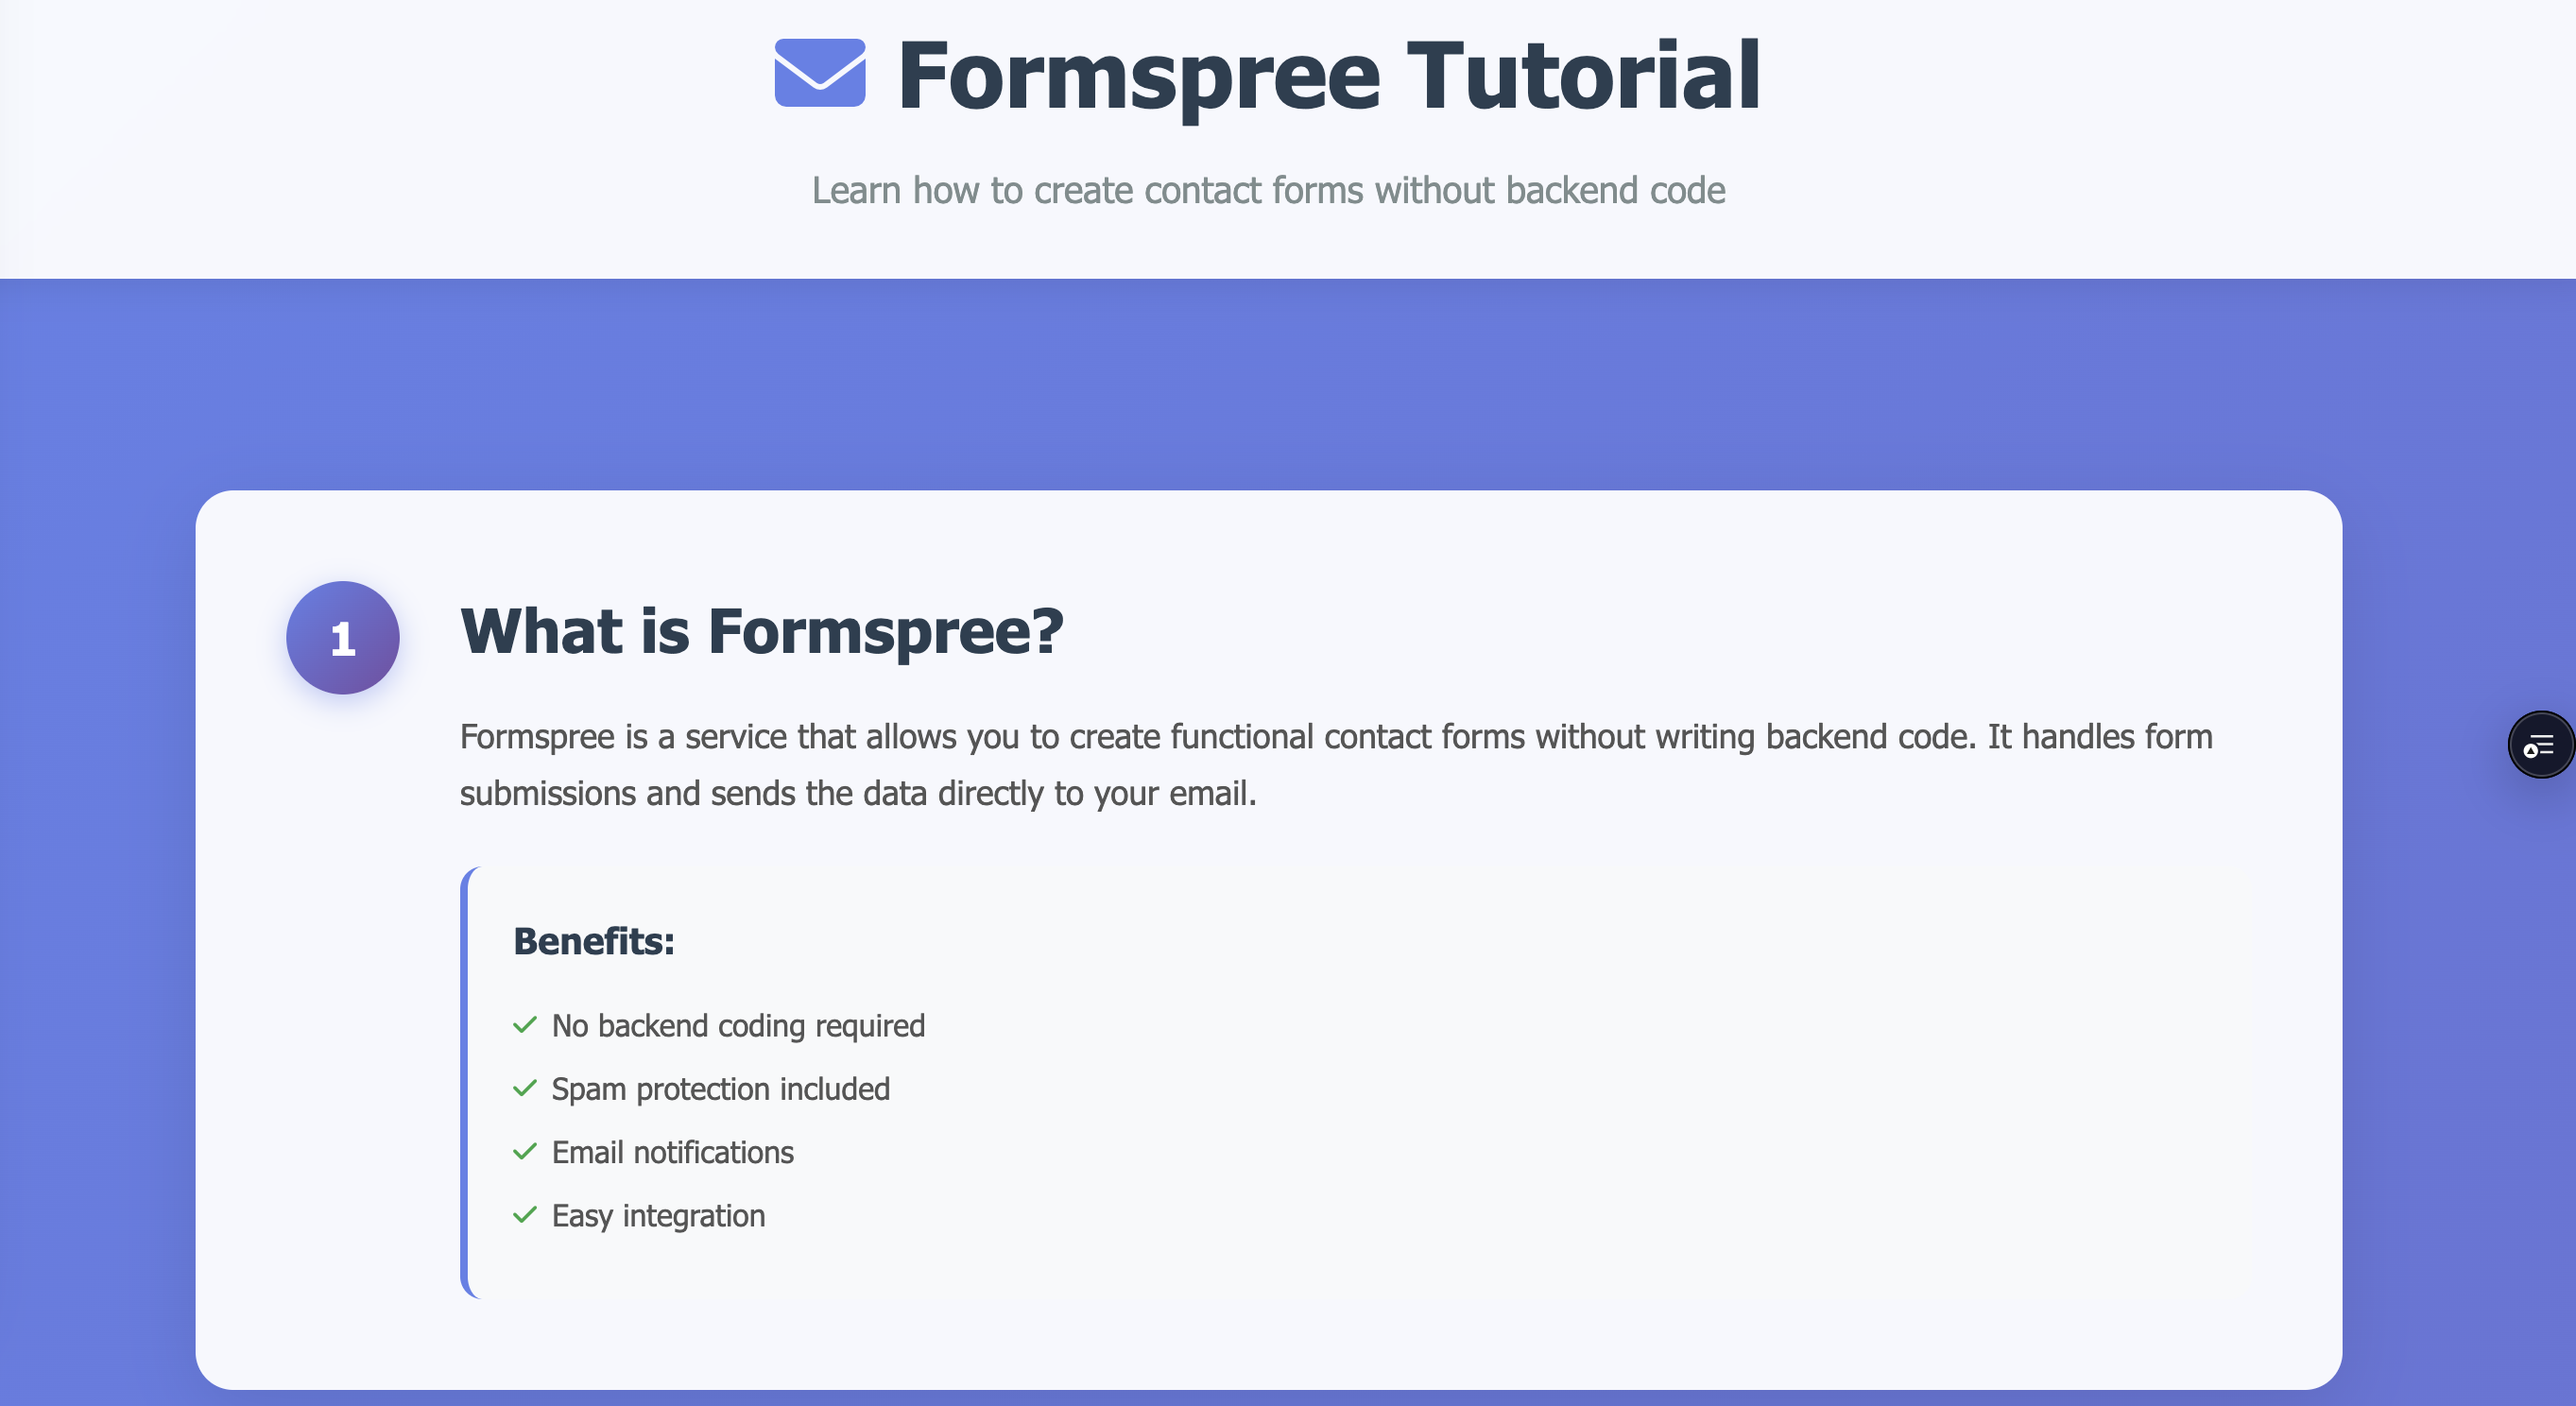 Formspree Tutorial
Learn how to create contact forms without backend code
1
What is Formspree?
Formspree is a service that allows you to create functional contact forms without writing backend code. It handles form
submissions and sends the data directly to your email.
Benefits:
No backend coding required
Spam protection included
Email notifications
Easy integration